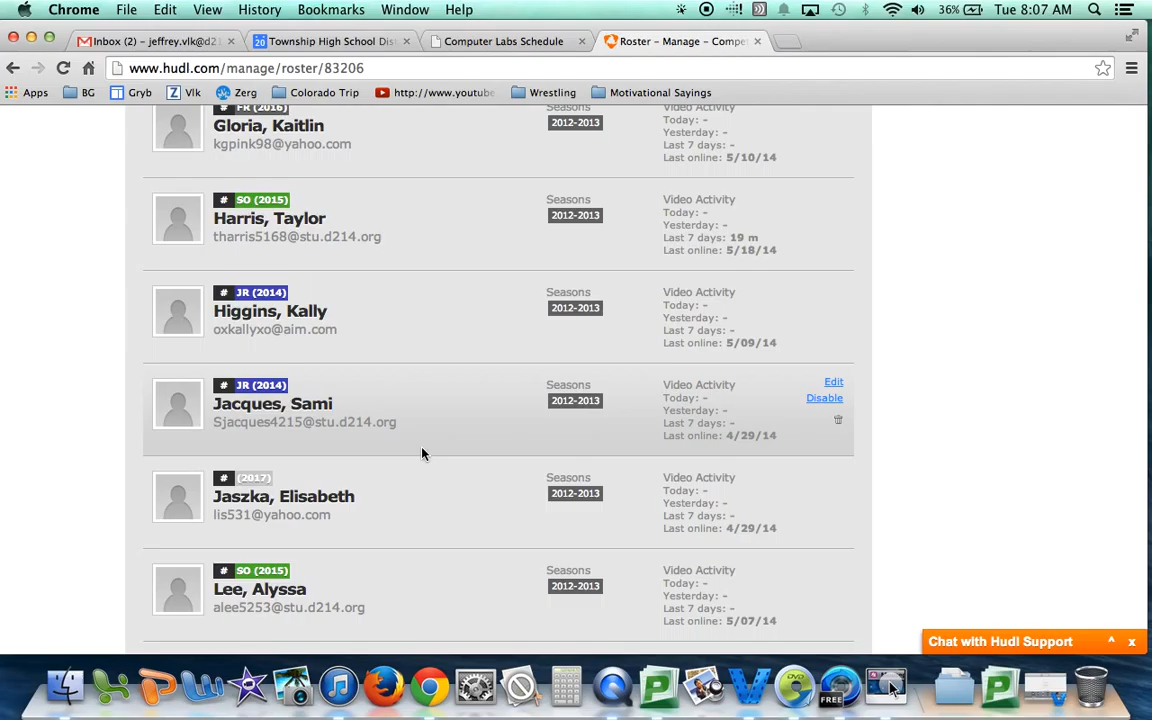 Chrome File Edit View History Bookmarks Window Help 36% Tue 8:07 AM
Inbox (2) – jeffrey.vlk@d2 Township High School Dis Computer Labs Schedule Roster – Manage – Compe
www.hudl.com/manage/roster/83206
Apps BG Gryb Vlk Zerg Colorado Trip http://www.youtub Wrestling Motivational Sayings
# FR (2016)
Gloria, Kaitlin
kgpink98@yahoo.com
Seasons
2012-2013
Video Activity
Today: –
Yesterday: –
Last 7 days: –
Last online: 5/10/14
# SO (2015)
Harris, Taylor
tharris5168@stu.d214.org
Seasons
2012-2013
Video Activity
Today: –
Yesterday: –
Last 7 days: 19 m
Last online: 5/18/14
# JR (2014)
Higgins, Kally
oxkallyxo@aim.com
Seasons
2012-2013
Video Activity
Today: –
Yesterday: –
Last 7 days: –
Last online: 5/09/14
# JR (2014)
Jacques, Sami
Sjacques4215@stu.d214.org
Seasons
2012-2013
Video Activity
Today: –
Yesterday: –
Last 7 days: –
Last online: 4/29/14
Edit
Disable
# (2017)
Jaszka, Elisabeth
lis531@yahoo.com
Seasons
2012-2013
Video Activity
Today: –
Yesterday: –
Last 7 days: –
Last online: 4/29/14
# SO (2015)
Lee, Alyssa
alee5253@stu.d214.org
Seasons
2012-2013
Video Activity
Today: –
Yesterday: –
Last 7 days: –
Last online: 5/07/14
Chat with Hudl Support ^ x
FREE